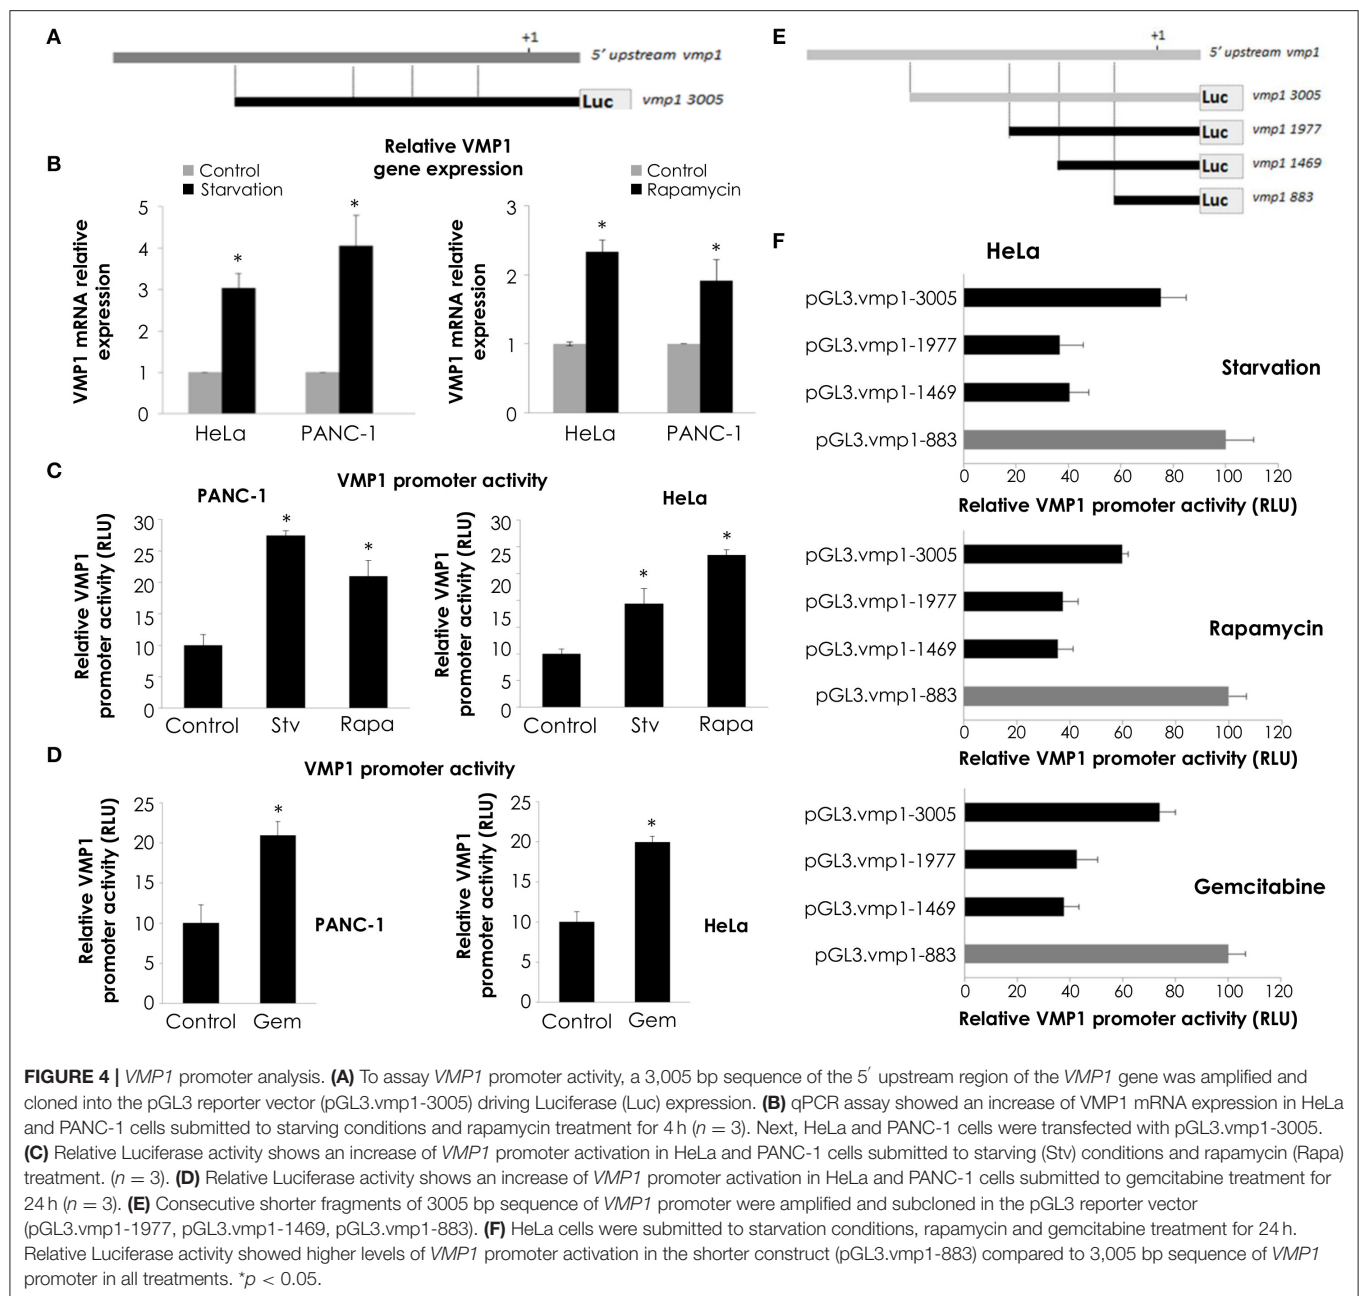 A
+1
5′ upstream vmp1
Luc
vmp1 3005
B
Relative VMP1
gene expression
Control
Starvation
VMP1 mRNA relative
expression
5
4
3
2
1
0
*
*
HeLa
PANC-1
Control
Rapamycin
VMP1 mRNA relative
expression
3
2
1
0
*
*
HeLa
PANC-1
C
VMP1 promoter activity
PANC-1
Relative VMP1
promoter activity (RLU)
30
25
20
15
10
5
0
*
*
Control
Stv
Rapa
HeLa
Relative VMP1
promoter activity (RLU)
30
20
20
15
10
5
0
*
*
Control
Stv
Rapa
D
VMP1 promoter activity
Relative VMP1
promoter activity (RLU)
25
20
15
10
5
0
*
Control
Gem
PANC-1
Relative VMP1
promoter activity (RLU)
25
20
15
10
5
0
*
Control
Gem
HeLa
E
+1
5′ upstream vmp1
Luc
vmp1 3005
Luc
vmp1 1977
Luc
vmp1 1469
Luc
vmp1 883
F
HeLa
pGL3.vmp1-3005
pGL3.vmp1-1977
pGL3.vmp1-1469
pGL3.vmp1-883
Starvation
0 20 40 60 80 100 120
Relative VMP1 promoter activity (RLU)
pGL3.vmp1-3005
pGL3.vmp1-1977
pGL3.vmp1-1469
pGL3.vmp1-883
Rapamycin
0 20 40 60 80 100 120
Relative VMP1 promoter activity (RLU)
pGL3.vmp1-3005
pGL3.vmp1-1977
pGL3.vmp1-1469
pGL3.vmp1-883
Gemcitabine
0 20 40 60 80 100 120
Relative VMP1 promoter activity (RLU)
FIGURE 4 | VMP1 promoter analysis. (A) To assay VMP1 promoter activity, a 3,005 bp sequence of the 5′ upstream region of the VMP1 gene was amplified and
cloned into the pGL3 reporter vector (pGL3.vmp1-3005) driving Luciferase (Luc) expression. (B) qPCR assay showed an increase of VMP1 mRNA expression in HeLa
and PANC-1 cells submitted to starving conditions and rapamycin treatment for 4 h (n = 3). Next, HeLa and PANC-1 cells were transfected with pGL3.vmp1-3005.
(C) Relative Luciferase activity shows an increase of VMP1 promoter activation in HeLa and PANC-1 cells submitted to starving (Stv) conditions and rapamycin (Rapa)
treatment. (n = 3). (D) Relative Luciferase activity shows an increase of VMP1 promoter activation in HeLa and PANC-1 cells submitted to gemcitabine treatment for
24 h (n = 3). (E) Consecutive shorter fragments of 3005 bp sequence of VMP1 promoter were amplified and subcloned in the pGL3 reporter vector
(pGL3.vmp1-1977, pGL3.vmp1-1469, pGL3.vmp1-883). (F) HeLa cells were submitted to starvation conditions, rapamycin and gemcitabine treatment for 24 h.
Relative Luciferase activity showed higher levels of VMP1 promoter activation in the shorter construct (pGL3.vmp1-883) compared to 3,005 bp sequence of VMP1
promoter in all treatments. *p < 0.05.